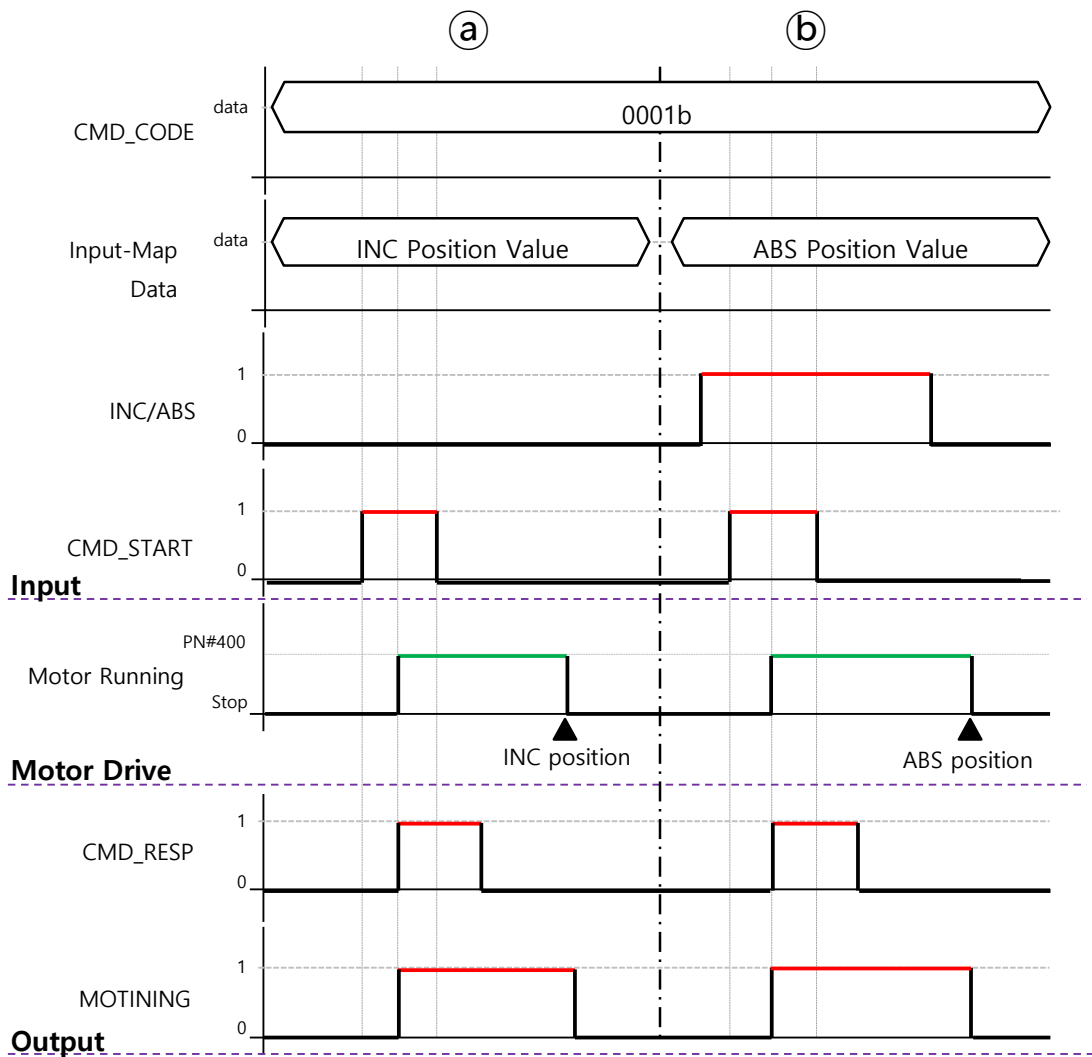 ⓐ
ⓑ
data
0001b
CMD_CODE
data
INC Position Value
ABS Position Value
Input-Map
Data
1
INC/ABS
0
1
CMD_START
0
Input
PN#400
Motor Running
Stop
INC position
ABS position
Motor Drive
1
CMD_RESP
0
1
MOTINING
0
Output